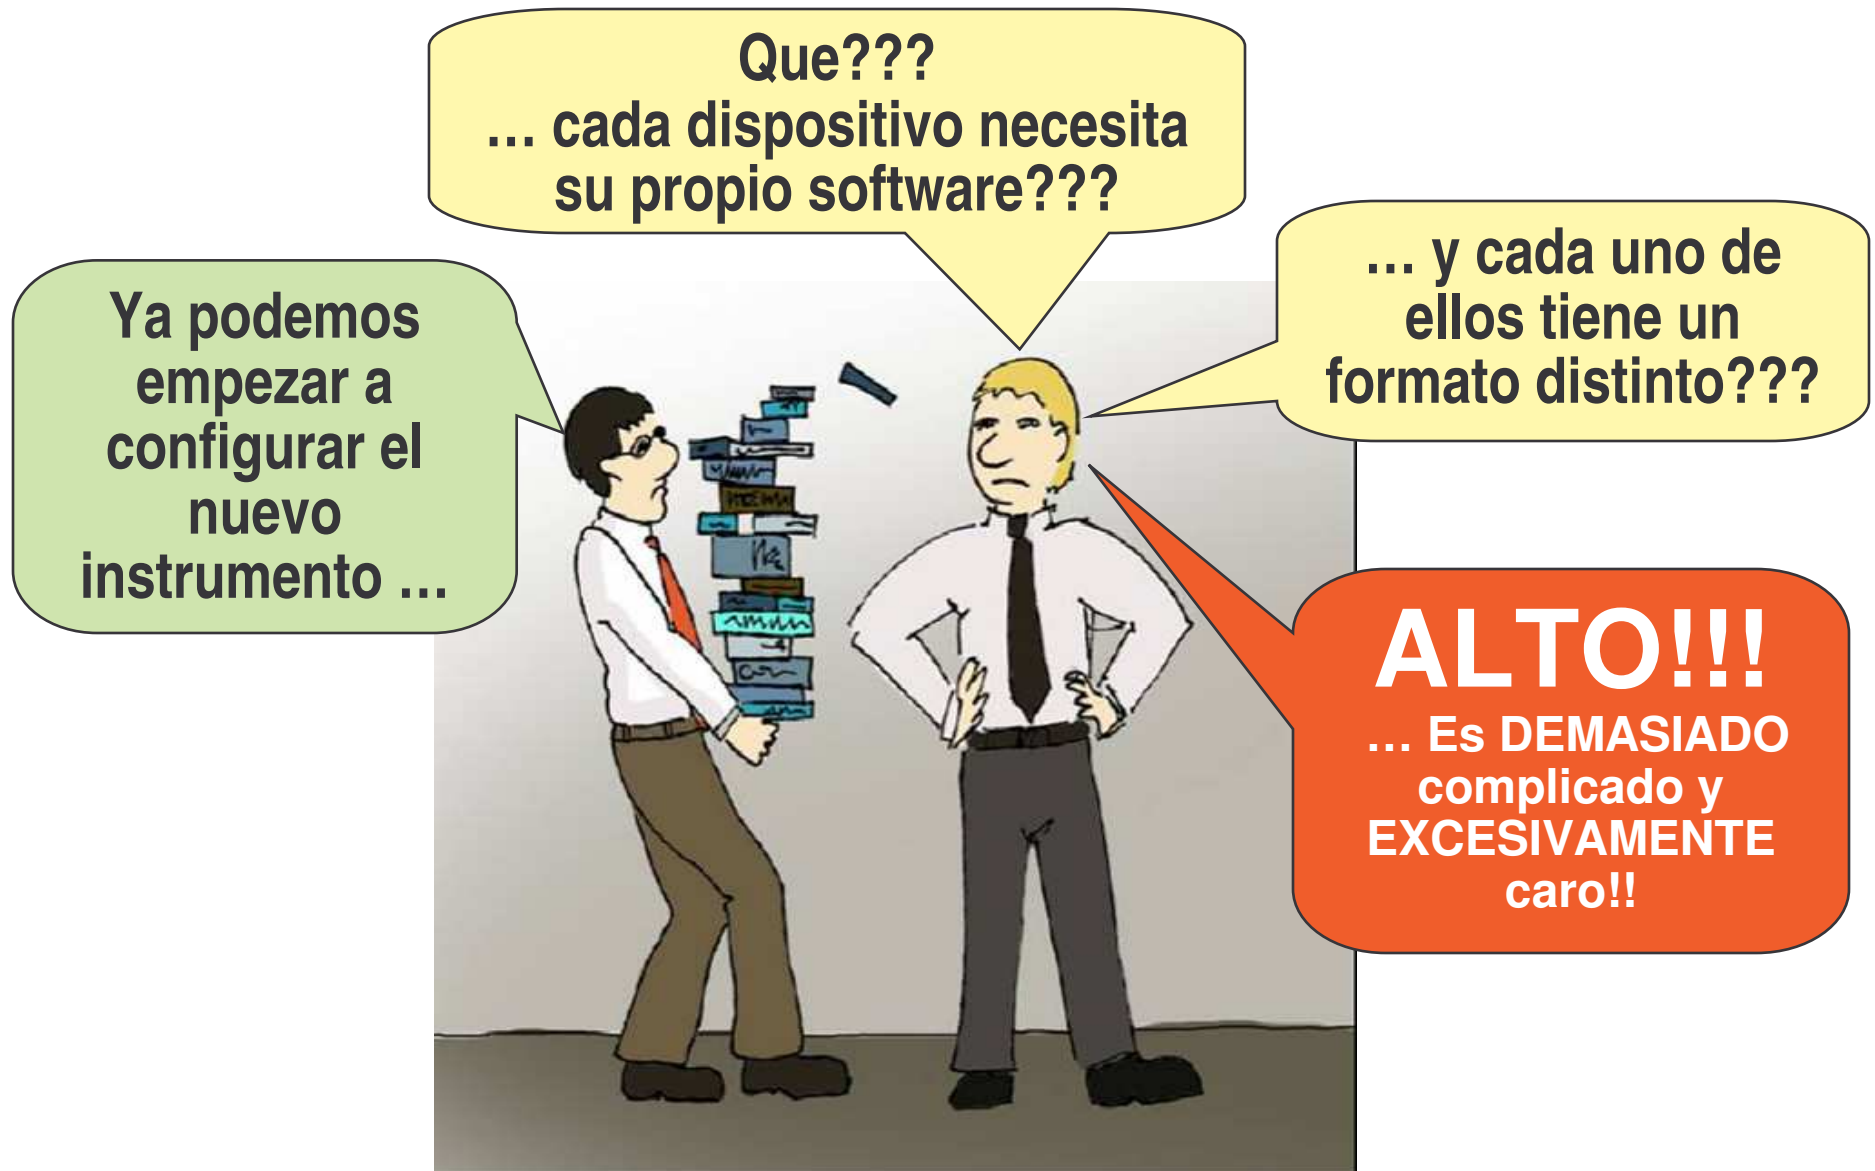 Que???
… cada dispositivo necesita
su propio software???
Ya podemos
empezar a
configurar el
nuevo
instrumento …
… y cada uno de
ellos tiene un
formato distinto???
ALTO!!!
… Es DEMASIADO
complicado y
EXCESIVAMENTE
caro!!